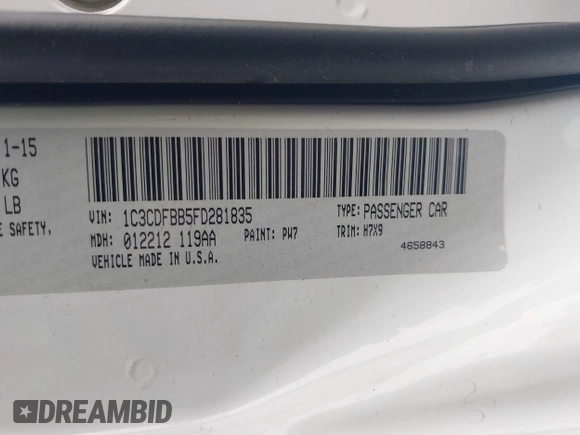 1-15
KG
LB
E SAFETY,
VIN: 1C3CDFBB5FD281835
TYPE: PASSENGER CAR
MDH: 012212 119AA
PAINT: PW7
TRIM: H7X9
VEHICLE MADE IN U.S.A.
4658843
DREAMBID